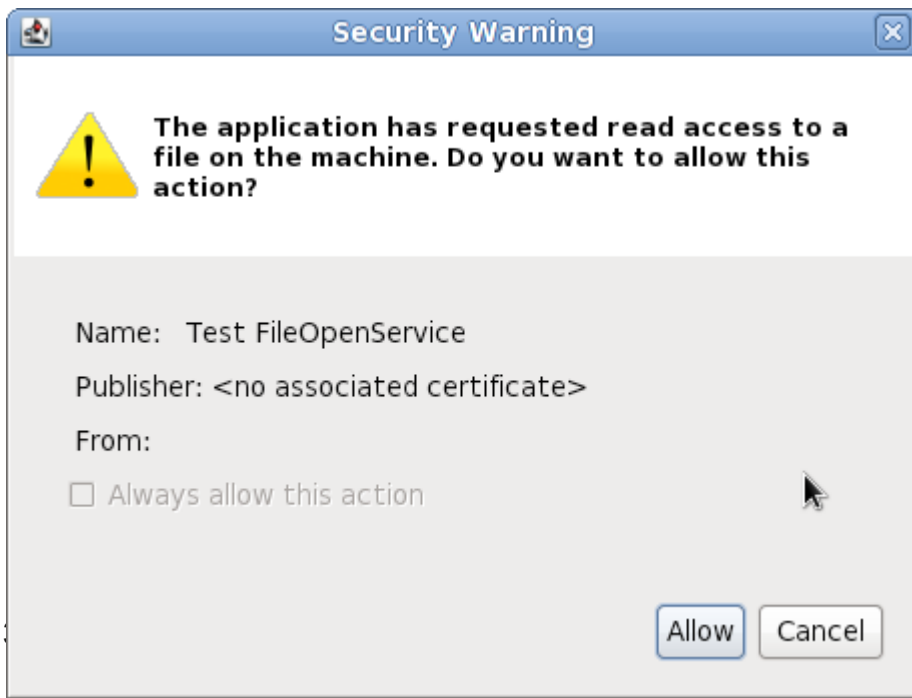 Security Warning
The application has requested read access to a
file on the machine. Do you want to allow this
action?
Name: Test FileOpenService
Publisher: <no associated certificate>
From:
Always allow this action
Allow Cancel